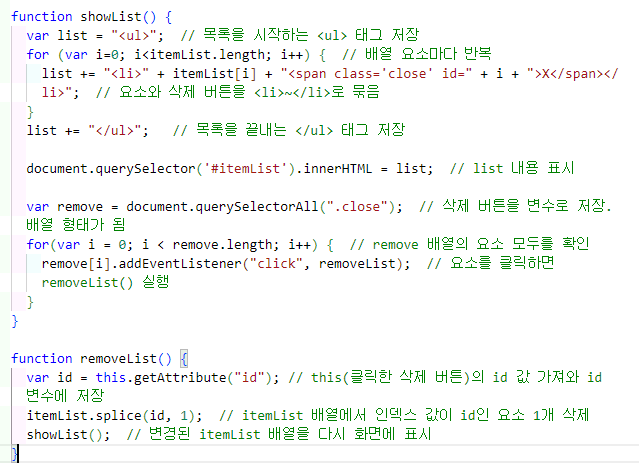 function showList() {
var list = "<ul>";  // 목록을 시작하는 <ul> 태그 저장
for (var i=0; i<itemList.length; i++) {  // 배열 요소마다 반복
list += "<li>" + itemList[i] + "<span class='close' id=" + i + ">X</span></
li>";  // 요소와 삭제 버튼을 <li>~</li>로 묶음
}
list += "</ul>";   // 목록을 끝내는 </ul> 태그 저장
document.querySelector('#itemList').innerHTML = list;  // list 내용 표시
var remove = document.querySelectorAll(".close");  // 삭제 버튼을 변수로 저장.
배열 형태가 됨
for(var i = 0; i < remove.length; i++) {  // remove 배열의 요소 모두를 확인
remove[i].addEventListener("click", removeList);  // 요소를 클릭하면
removeList() 실행
}
}
function removeList() {
var id = this.getAttribute("id"); // this(클릭한 삭제 버튼)의 id 값 가져와 id
변수에 저장
itemList.splice(id, 1);  // itemList 배열에서 인덱스 값이 id인 요소 1개 삭제
showList();  // 변경된 itemList 배열을 다시 화면에 표시
}